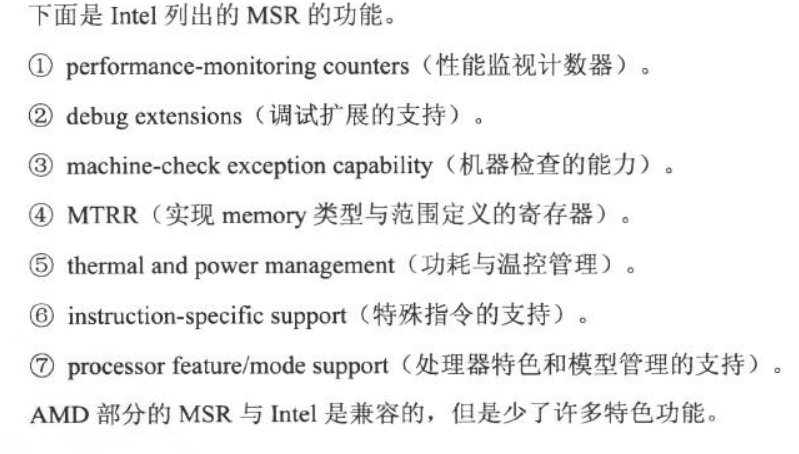 下面是 Intel 列出的 MSR 的功能。
① performance-monitoring counters（性能监视计数器）。
② debug extensions（调试扩展的支持）。
③ machine-check exception capability（机器检查的能力）。
④ MTRR（实现 memory 类型与范围定义的寄存器）。
⑤ thermal and power management（功耗与温控管理）。
⑥ instruction-specific support（特殊指令的支持）。
⑦ processor feature/mode support（处理器特色和模型管理的支持）。
AMD 部分的 MSR 与 Intel 是兼容的，但是少了许多特色功能。